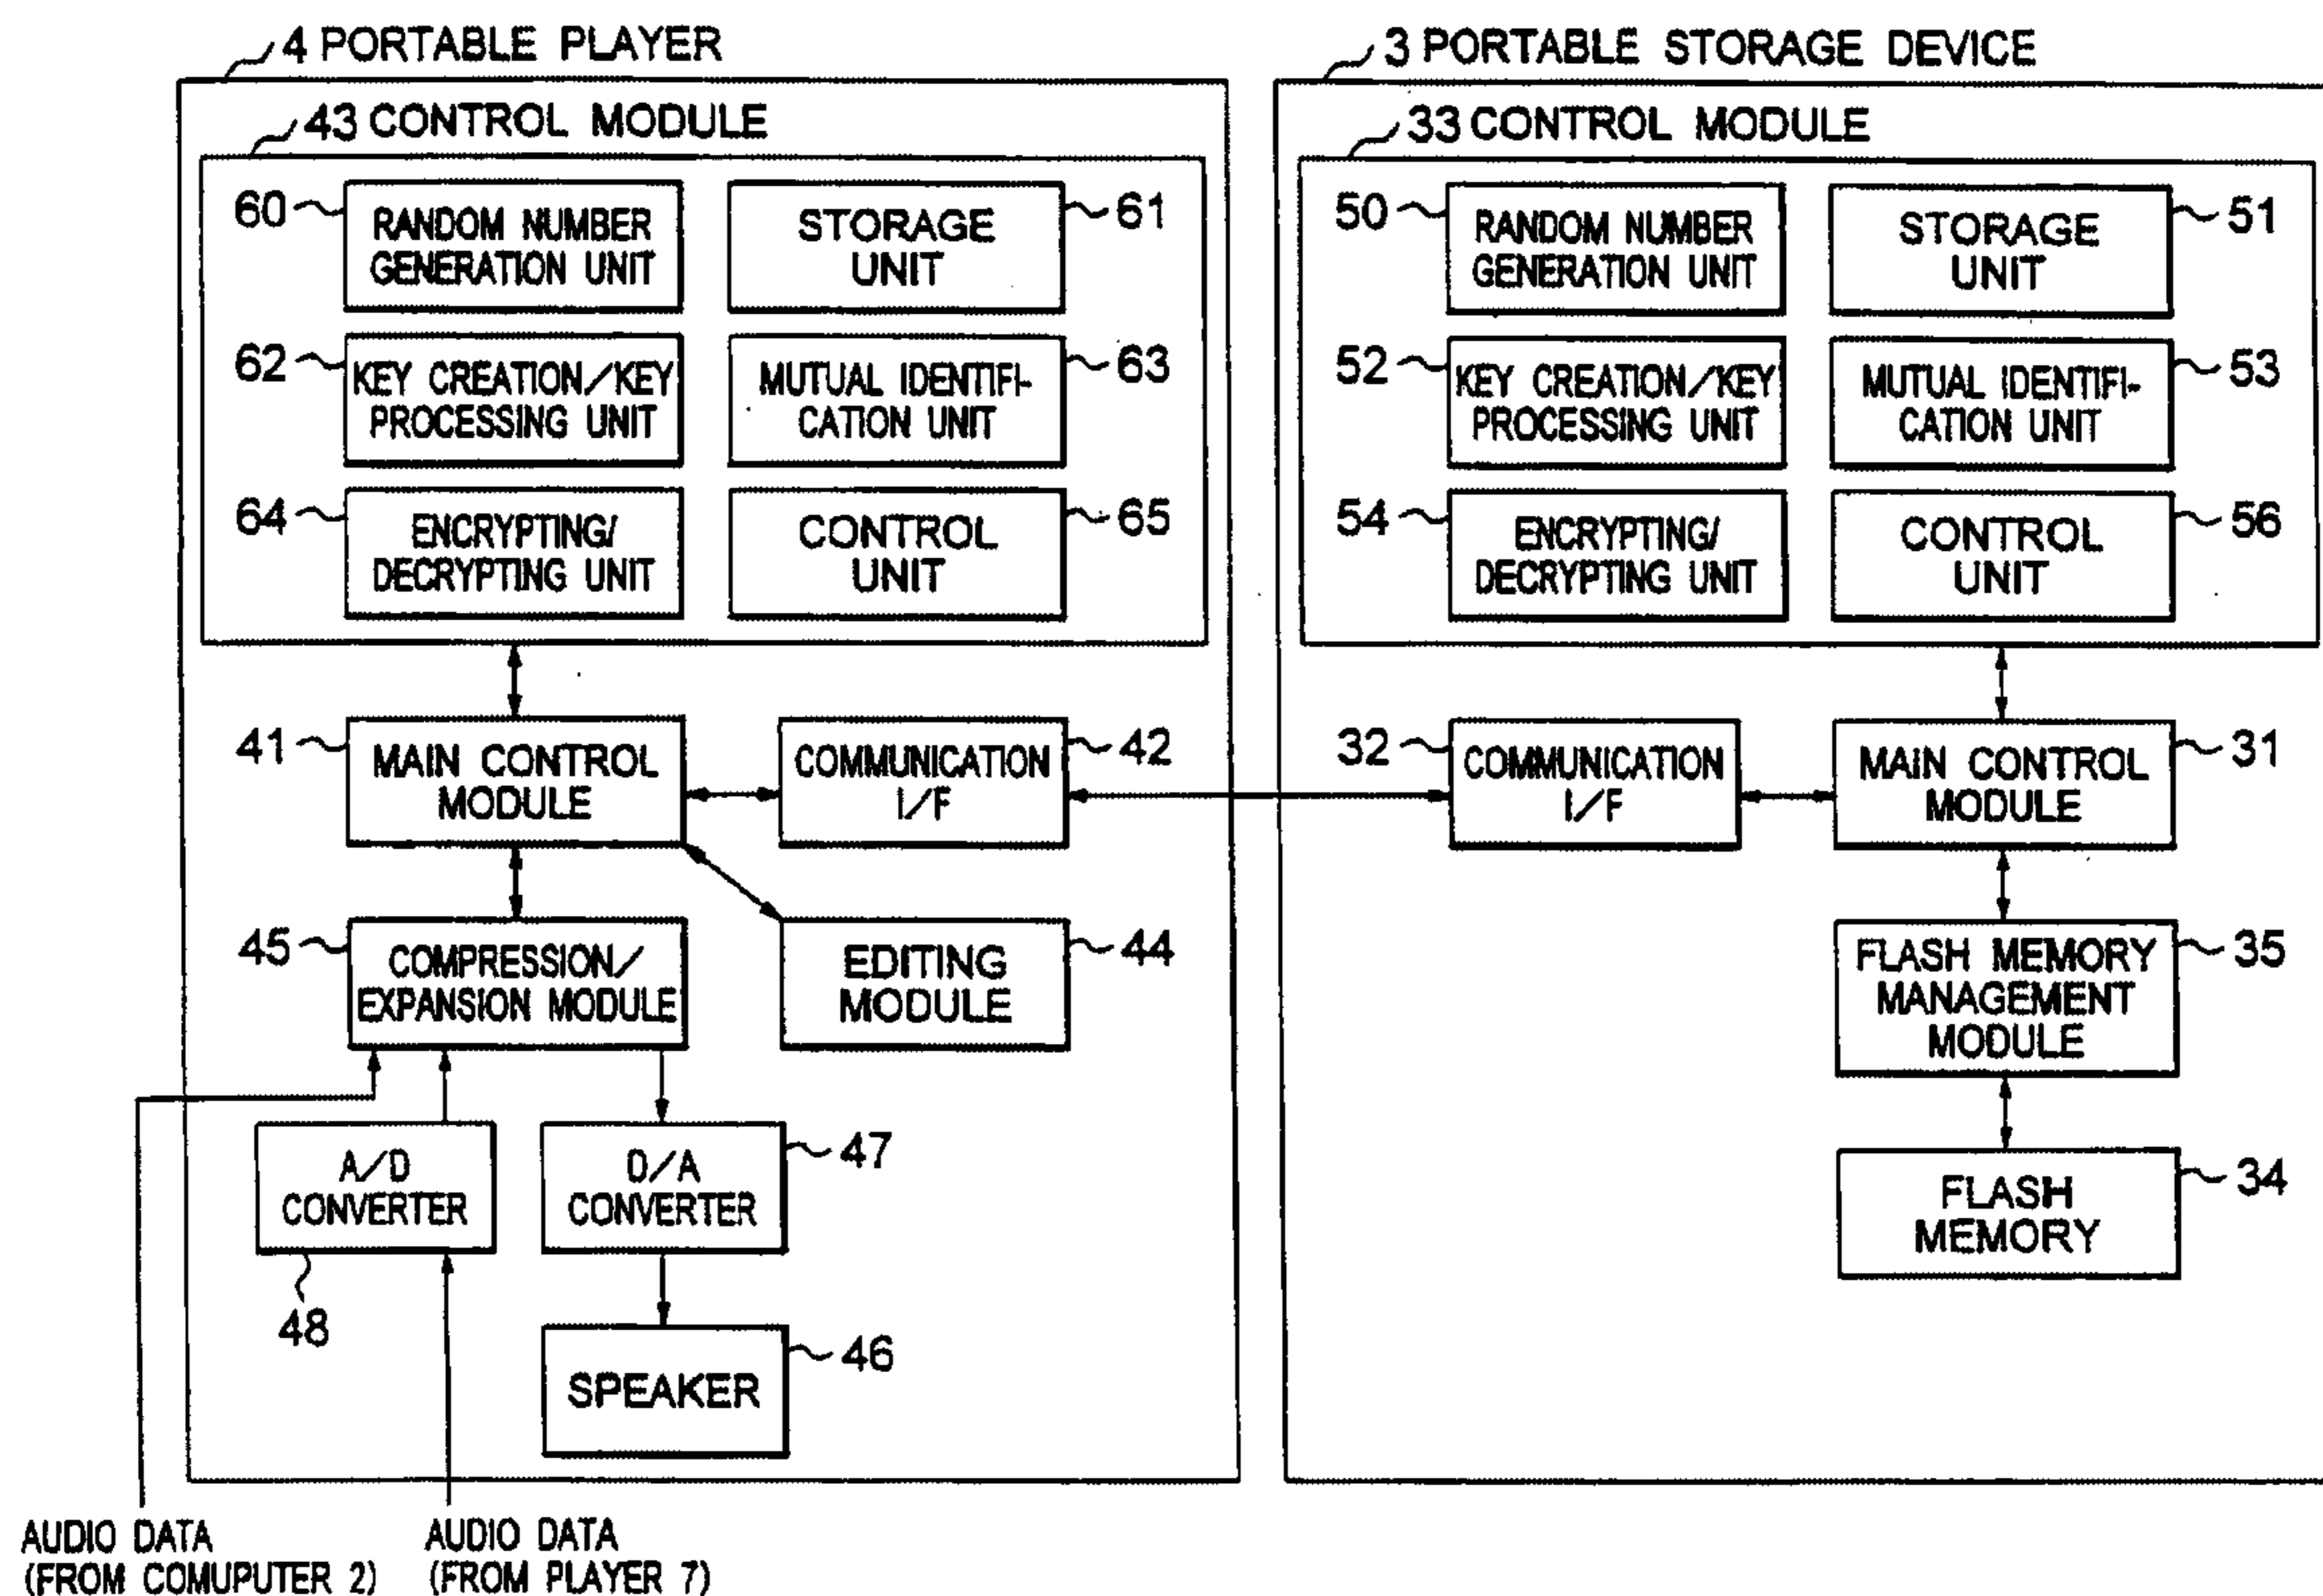 4 PORTABLE PLAYER
43 CONTROL MODULE
60
RANDOM NUMBER
GENERATION UNIT
STORAGE
UNIT
61
62
KEY CREATION/KEY
PROCESSING UNIT
MUTUAL IDENTIFI-
CATION UNIT
63
64
ENCRYPTING/
DECRYPTING UNIT
CONTROL
UNIT
65
41
MAIN CONTROL
MODULE
COMMUNICATION
I/F
42
45
COMPRESSION/
EXPANSION MODULE
EDITING
MODULE
44
A/D
CONVERTER
48
D/A
CONVERTER
47
SPEAKER
46
AUDIO DATA
(FROM COMUPUTER 2)
AUDIO DATA
(FROM PLAYER 7)
3 PORTABLE STORAGE DEVICE
33 CONTROL MODULE
50
RANDOM NUMBER
GENERATION UNIT
STORAGE
UNIT
51
52
KEY CREATION/KEY
PROCESSING UNIT
MUTUAL IDENTIFI-
CATION UNIT
53
54
ENCRYPTING/
DECRYPTING UNIT
CONTROL
UNIT
56
32
COMMUNICATION
I/F
MAIN CONTROL
MODULE
31
FLASH MEMORY
MANAGEMENT
MODULE
35
FLASH
MEMORY
34